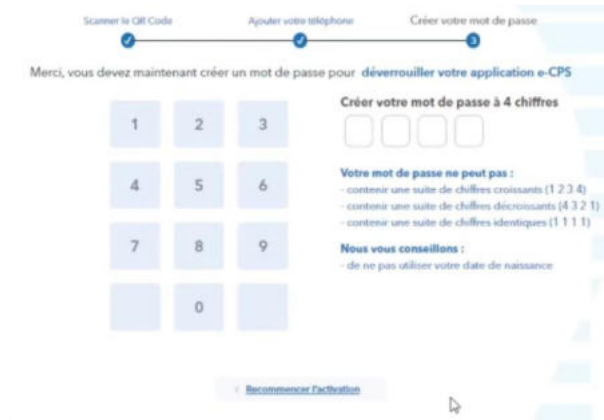 Scanner le QR Code Ajouter votre téléphone Créer votre mot de passe
3
Merci, vous devez maintenant créer un mot de passe pour déverrouiller votre application e-CPS
Créer votre mot de passe à 4 chiffres
1 2 3
4 5 6
7 8 9
0
Votre mot de passe ne peut pas :
- contenir une suite de chiffres croissants (1 2 3 4)
- contenir une suite de chiffres décroissants (4 3 2 1)
- contenir une suite de chiffres identiques (1 1 1 1)
Nous vous conseillons :
- de ne pas utiliser votre date de naissance
< Recommencer l'activation